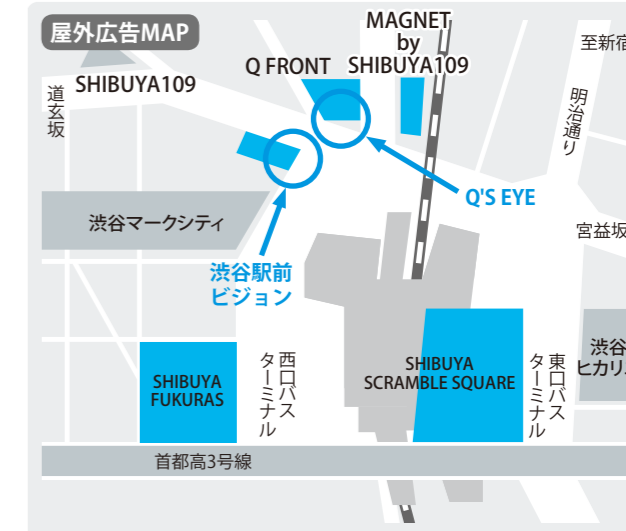 屋外広告MAP
MAGNET
by
SHIBUYA109
Q FRONT
至新宿
SHIBUYA109
道玄坂
明治通り
Q'S EYE
渋谷マークシティ
宮益坂
渋谷駅前
ビジョン
SHIBUYA
FUKURAS
西口バス
ターミナル
SHIBUYA
SCRAMBLE SQUARE
東口バス
ターミナル
渋谷
ヒカリ
首都高3号線